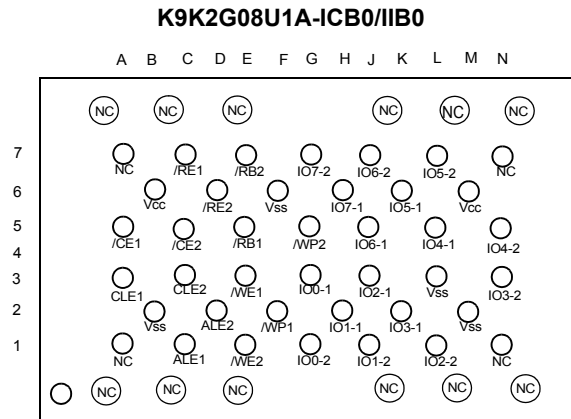 K9K2G08U1A-ICB0/IIB0
A B C D E F G H J K L M N
NC NC NC NC NC NC
7
NC /RE1 /RB2 IO7-2 IO6-2 IO5-2 NC
6
Vcc /RE2 Vss IO7-1 IO5-1 Vcc
5
/CE1 /CE2 /RB1 /WP2 IO6-1 IO4-1 IO4-2
4
3
CLE1 CLE2 /WE1 IO0-1 IO2-1 Vss IO3-2
2
Vss ALE2 /WP1 IO1-1 IO3-1 Vss
1
NC ALE1 /WE2 IO0-2 IO1-2 IO2-2 NC
NC NC NC NC NC NC